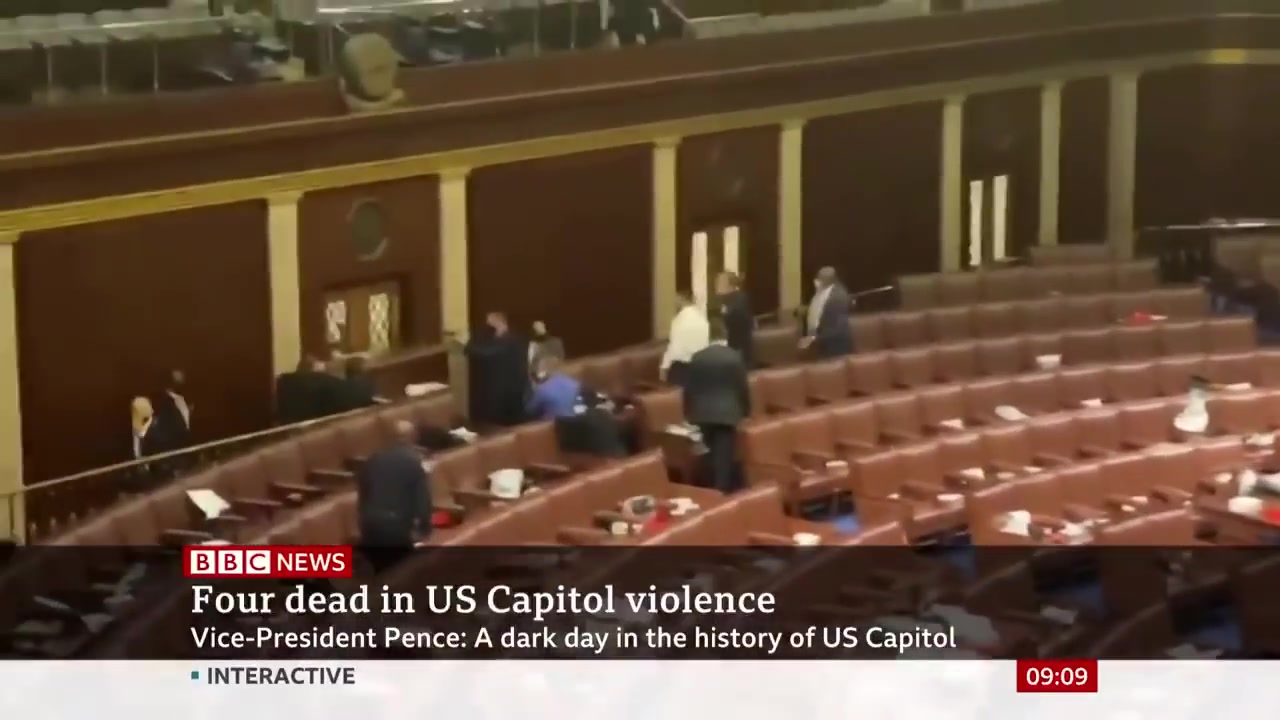 BBC NEWS
Four dead in US Capitol violence
Vice-President Pence: A dark day in the history of US Capitol
INTERACTIVE
09:09